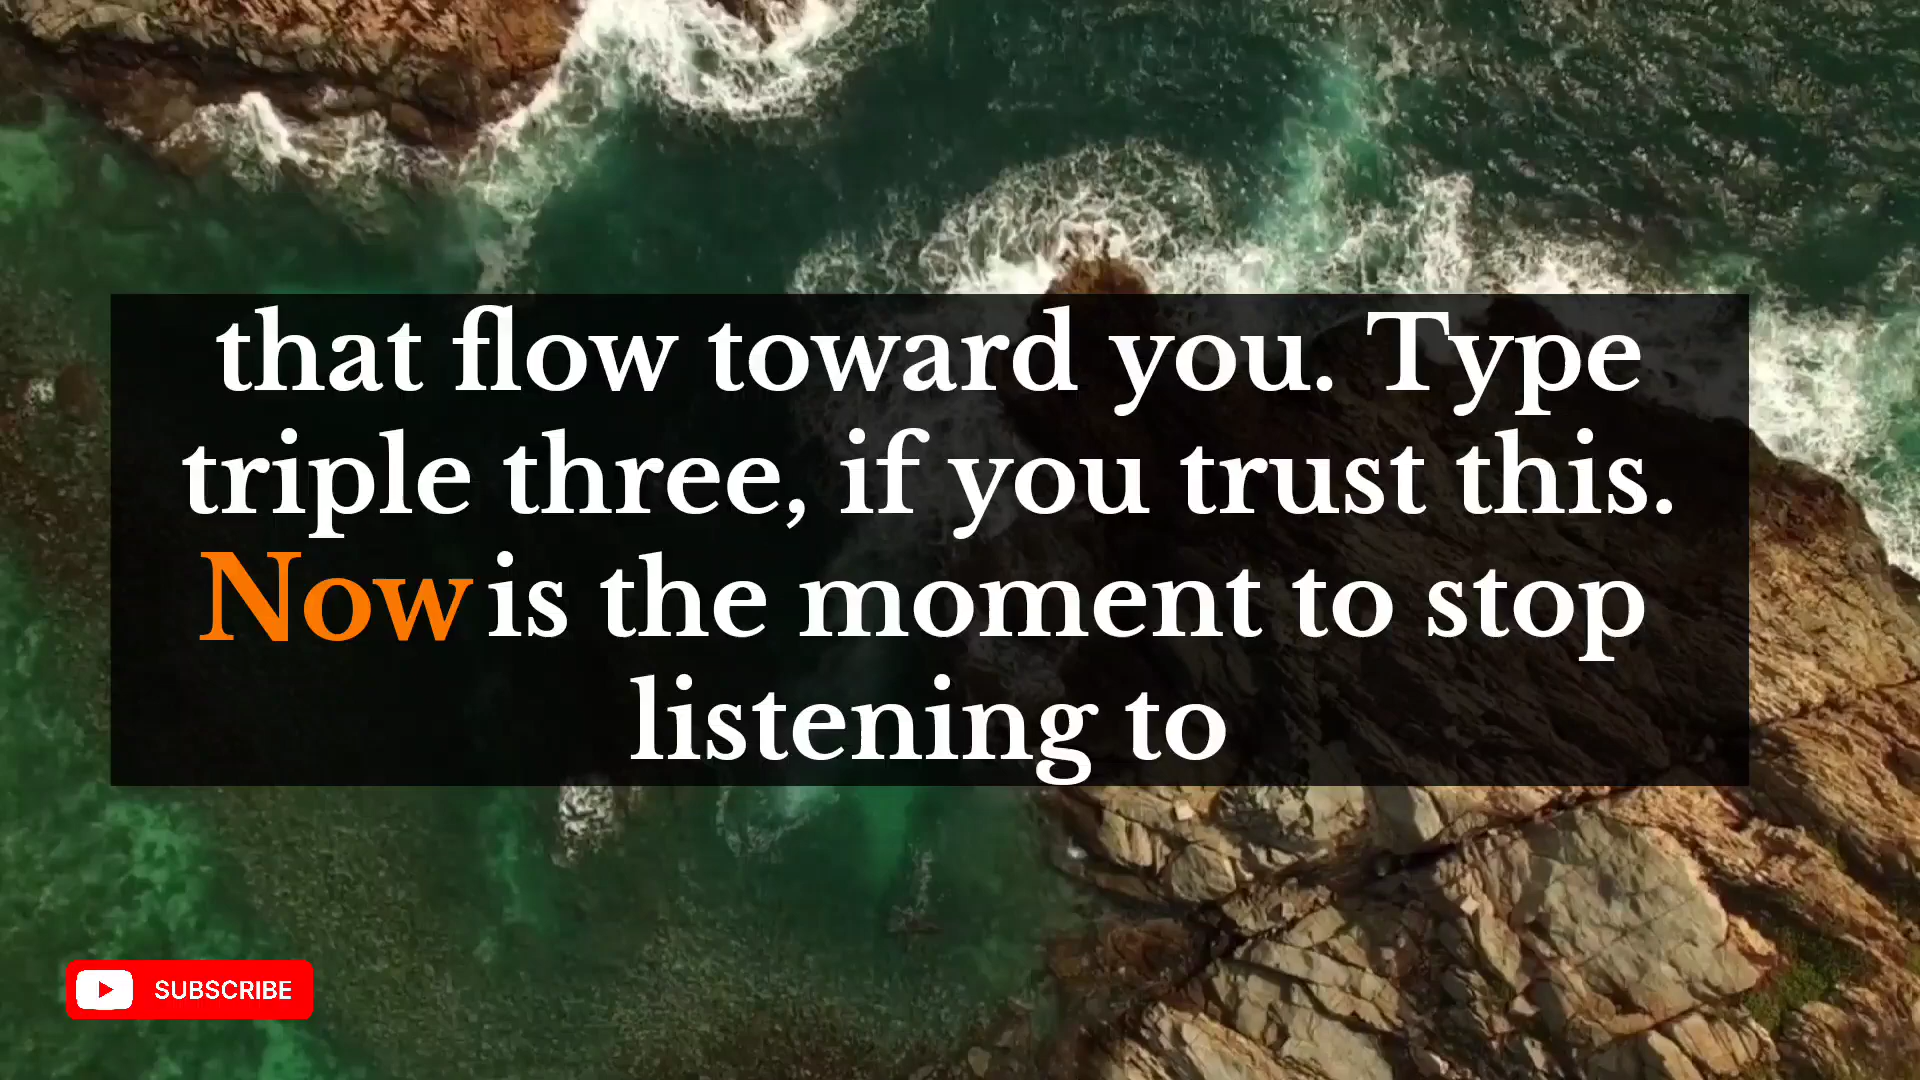 that flow toward you. Type
triple three, if you trust this.
Now is the moment to stop
listening to
SUBSCRIBE